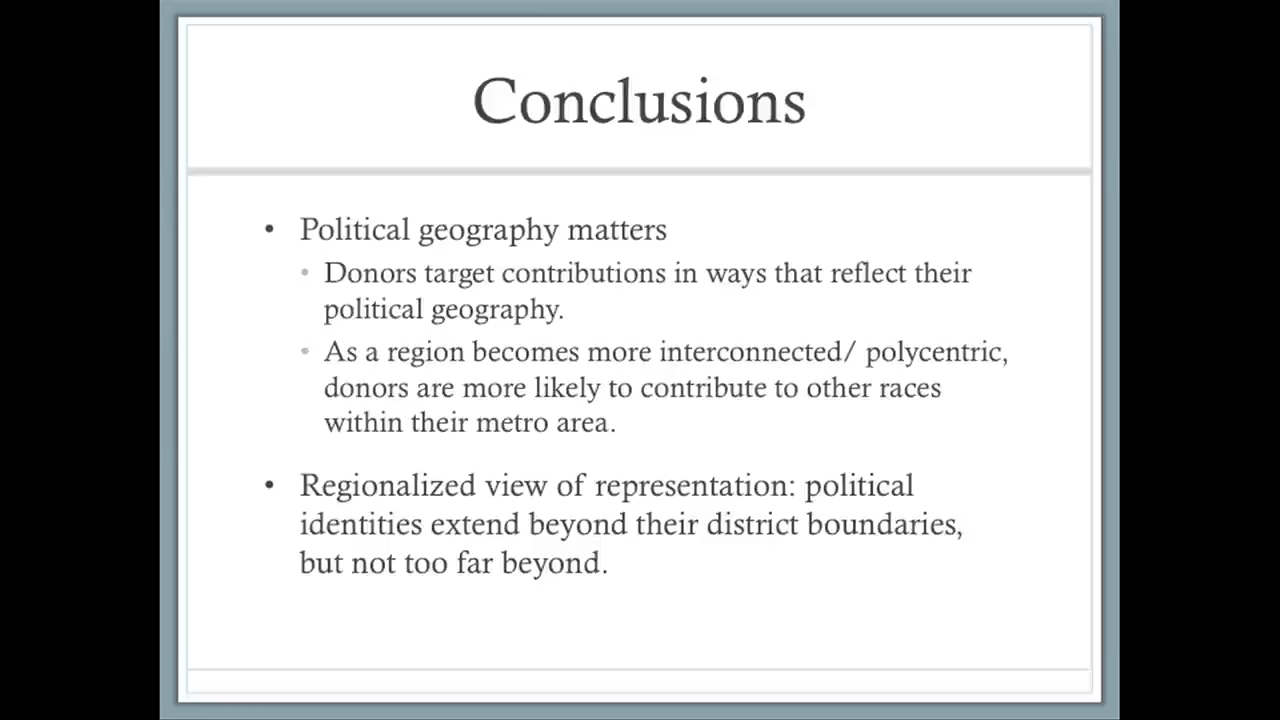 Conclusions
• Political geography matters
• Donors target contributions in ways that reflect their
political geography.
• As a region becomes more interconnected/ polycentric,
donors are more likely to contribute to other races
within their metro area.
• Regionalized view of representation: political
identities extend beyond their district boundaries,
but not too far beyond.